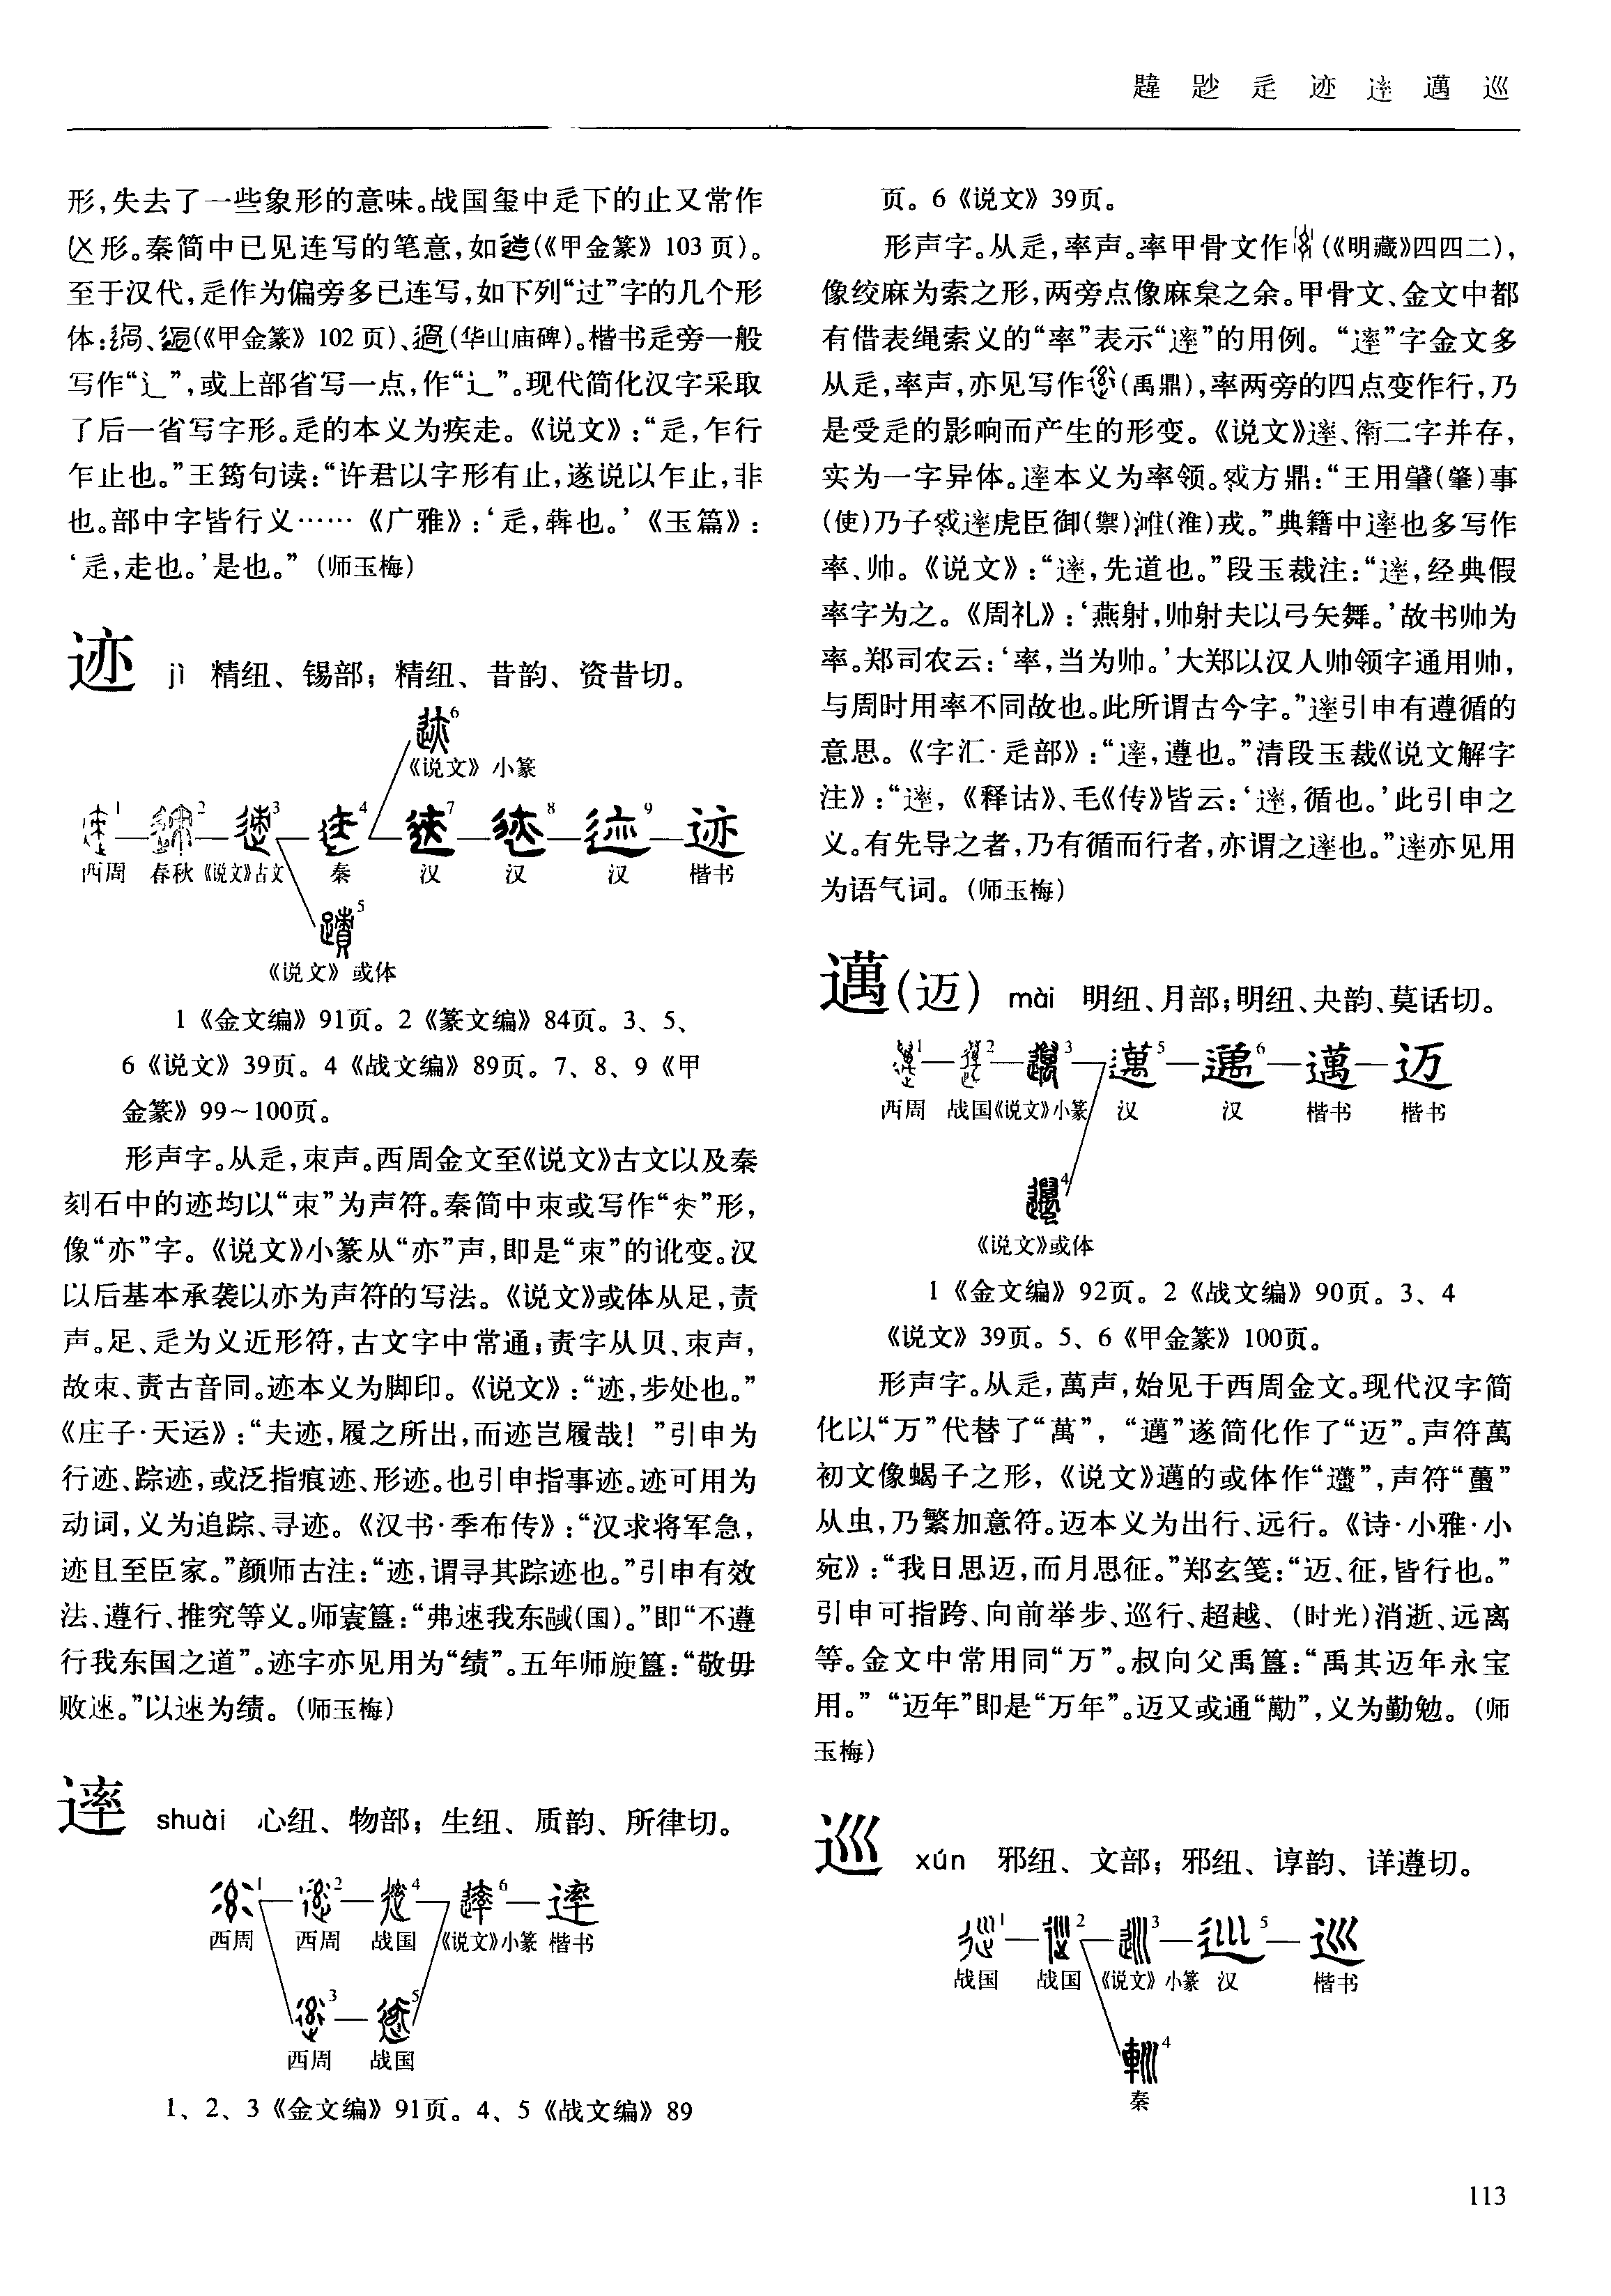 韙 尟 辵 迹 䢦 邁 巡
形,失去了一些象形的意味。战国玺中辵下的止又常作
形。秦简中已见连写的笔意,如(《甲金篆》103页)。
至于汉代,辵作为偏旁多已连写,如下列“过”字的几个形
体:、(《甲金篆》102页)、(华山庙碑)。楷书辵旁一般
写作“辶”,或上部省写一点,作“辶”。现代简化汉字采取
了后一省写字形。辵的本义为疾走。《说文》:“辵,乍行
乍止也。”王筠句读:“许君以字形有止,遂说以乍止,非
也。部中字皆行义……《广雅》:‘辵,犇也。’《玉篇》:
‘辵,走也。’是也。”(师玉梅)
迹 jì 精纽、锡部;精纽、昔韵、资昔切。
6
《说文》小篆
1 2 3 4 7 8 9 迹
西周 春秋 《说文》古文 秦 汉 汉 汉 楷书
5
《说文》或体
1《金文编》91页。2《篆文编》84页。3、5、
6《说文》39页。4《战文编》89页。7、8、9《甲
金篆》99~100页。
形声字。从辵,朿声。西周金文至《说文》古文以及秦
刻石中的迹均以“朿”为声符。秦简中朿或写作“”形,
像“亦”字。《说文》小篆从“亦”声,即是“朿”的讹变。汉
以后基本承袭以亦为声符的写法。《说文》或体从足,责
声。足、辵为义近形符,古文字中常通;责字从贝、朿声,
故朿、责古音同。迹本义为脚印。《说文》:“迹,步处也。”
《庄子·天运》:“夫迹,履之所出,而迹岂履哉!”引申为
行迹、踪迹,或泛指痕迹、形迹。也引申指事迹。迹可用为
动词,义为追踪、寻迹。《汉书·季布传》:“汉求将军急,
迹且至臣家。”颜师古注:“迹,谓寻其踪迹也。”引申有效
法、遵行、推究等义。师寰簋:“弗速我东䧕(国)。”即“不遵
行我东国之道”。迹字亦见用为“绩”。五年师旋簋:“敬毋
败速。”以速为绩。(师玉梅)
䢦 shuài 心纽、物部;生纽、质韵、所律切。
1 2 4 6 䢦
西周 西周 战国 《说文》小篆 楷书
3 5
西周 战国
1、2、3《金文编》91页。4、5《战文编》89
页。6《说文》39页。
形声字。从辵,率声。率甲骨文作(《明藏》四四二),
像绞麻为索之形,两旁点像麻枲之余。甲骨文、金文中都
有借表绳索义的“率”表示“䢦”的用例。“䢦”字金文多
从辵,率声,亦见写作(禹鼎),率两旁的四点变作行,乃
是受辵的影响而产生的形变。《说文》䢦、衛二字并存,
实为一字异体。䢦本义为率领。㦰方鼎:“王用肇(肇)事
(使)乃子㦰䢦虎臣御(禦)滩(淮)戎。”典籍中䢦也多写作
率、帅。《说文》:“䢦,先道也。”段玉裁注:“䢦,经典假
率字为之。《周礼》:‘燕射,帅射夫以弓矢舞。’故书帅为
率。郑司农云:‘率,当为帅。’大郑以汉人帅领字通用帅,
与周时用率不同故也。此所谓古今字。”䢦引申有遵循的
意思。《字汇·辵部》:“䢦,遵也。”清段玉裁《说文解字
注》:“䢦,《释诂》、毛《传》皆云:‘䢦,循也。’此引申之
义。有先导之者,乃有循而行者,亦谓之䢦也。”䢦亦见用
为语气词。(师玉梅)
邁(迈) mài 明纽、月部;明纽、夬韵、莫话切。
1 2 3 5 6 邁 迈
西周 战国 《说文》小篆 汉 汉 楷书 楷书
4
《说文》或体
1《金文编》92页。2《战文编》90页。3、4
《说文》39页。5、6《甲金篆》100页。
形声字。从辵,萬声,始见于西周金文。现代汉字简
化以“万”代替了“萬”,“邁”遂简化作了“迈”。声符萬
初文像蝎子之形,《说文》邁的或体作“”,声符“蠆”
从虫,乃繁加意符。迈本义为出行、远行。《诗·小雅·小
宛》:“我日思迈,而月思征。”郑玄笺:“迈、征,皆行也。”
引申可指跨、向前举步、巡行、超越、(时光)消逝、远离
等。金文中常用同“万”。叔向父禹簋:“禹其迈年永宝
用。”“迈年”即是“万年”。迈又或通“勱”,义为勤勉。(师
玉梅)
巡 xún 邪纽、文部;邪纽、谆韵、详遵切。
1 2 3 5 巡
战国 战国 《说文》小篆 汉 楷书
4
秦
113